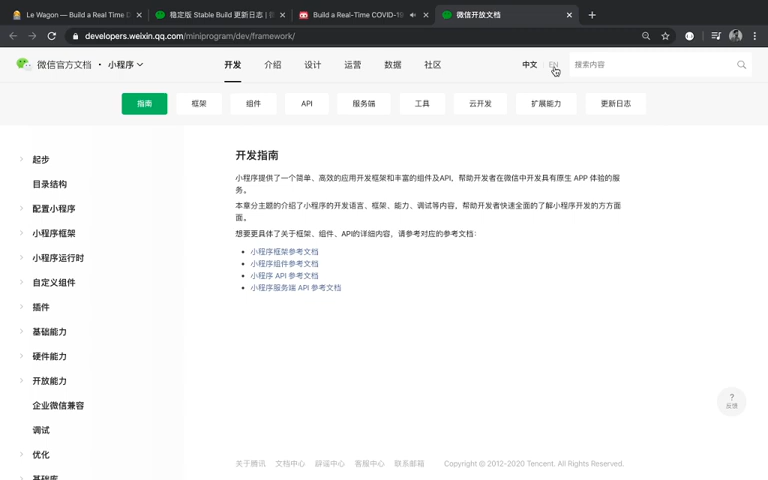 Le Wagon — Build a Real Time D
稳定版 Stable Build 更新日志 |
Build a Real-Time COVID-19
微信开放文档
developers.weixin.qq.com/miniprogram/dev/framework/
微信官方文档 · 小程序
开发 介绍 设计 运营 数据 社区
中文 EN 搜索内容
指南 框架 组件 API 服务端 工具 云开发 扩展能力 更新日志
起步
目录结构
配置小程序
小程序框架
小程序运行时
自定义组件
插件
基础能力
硬件能力
开放能力
企业微信兼容
调试
优化
基础库
开发指南
小程序提供了一个简单、高效的应用开发框架和丰富的组件及API，帮助开发者在微信中开发具有原生 APP 体验的服
务。
本章分主题的介绍了小程序的开发语言、框架、能力、调试等内容，帮助开发者快速全面的了解小程序开发的方方面
面。
想要更具体了关于框架、组件、API的详细内容，请参考对应的参考文档：
小程序框架参考文档
小程序组件参考文档
小程序 API 参考文档
小程序服务端 API 参考文档
?
反馈
关于腾讯 文档中心 辟谣中心 客服中心 联系邮箱 Copyright © 2012-2020 Tencent. All Rights Reserved.